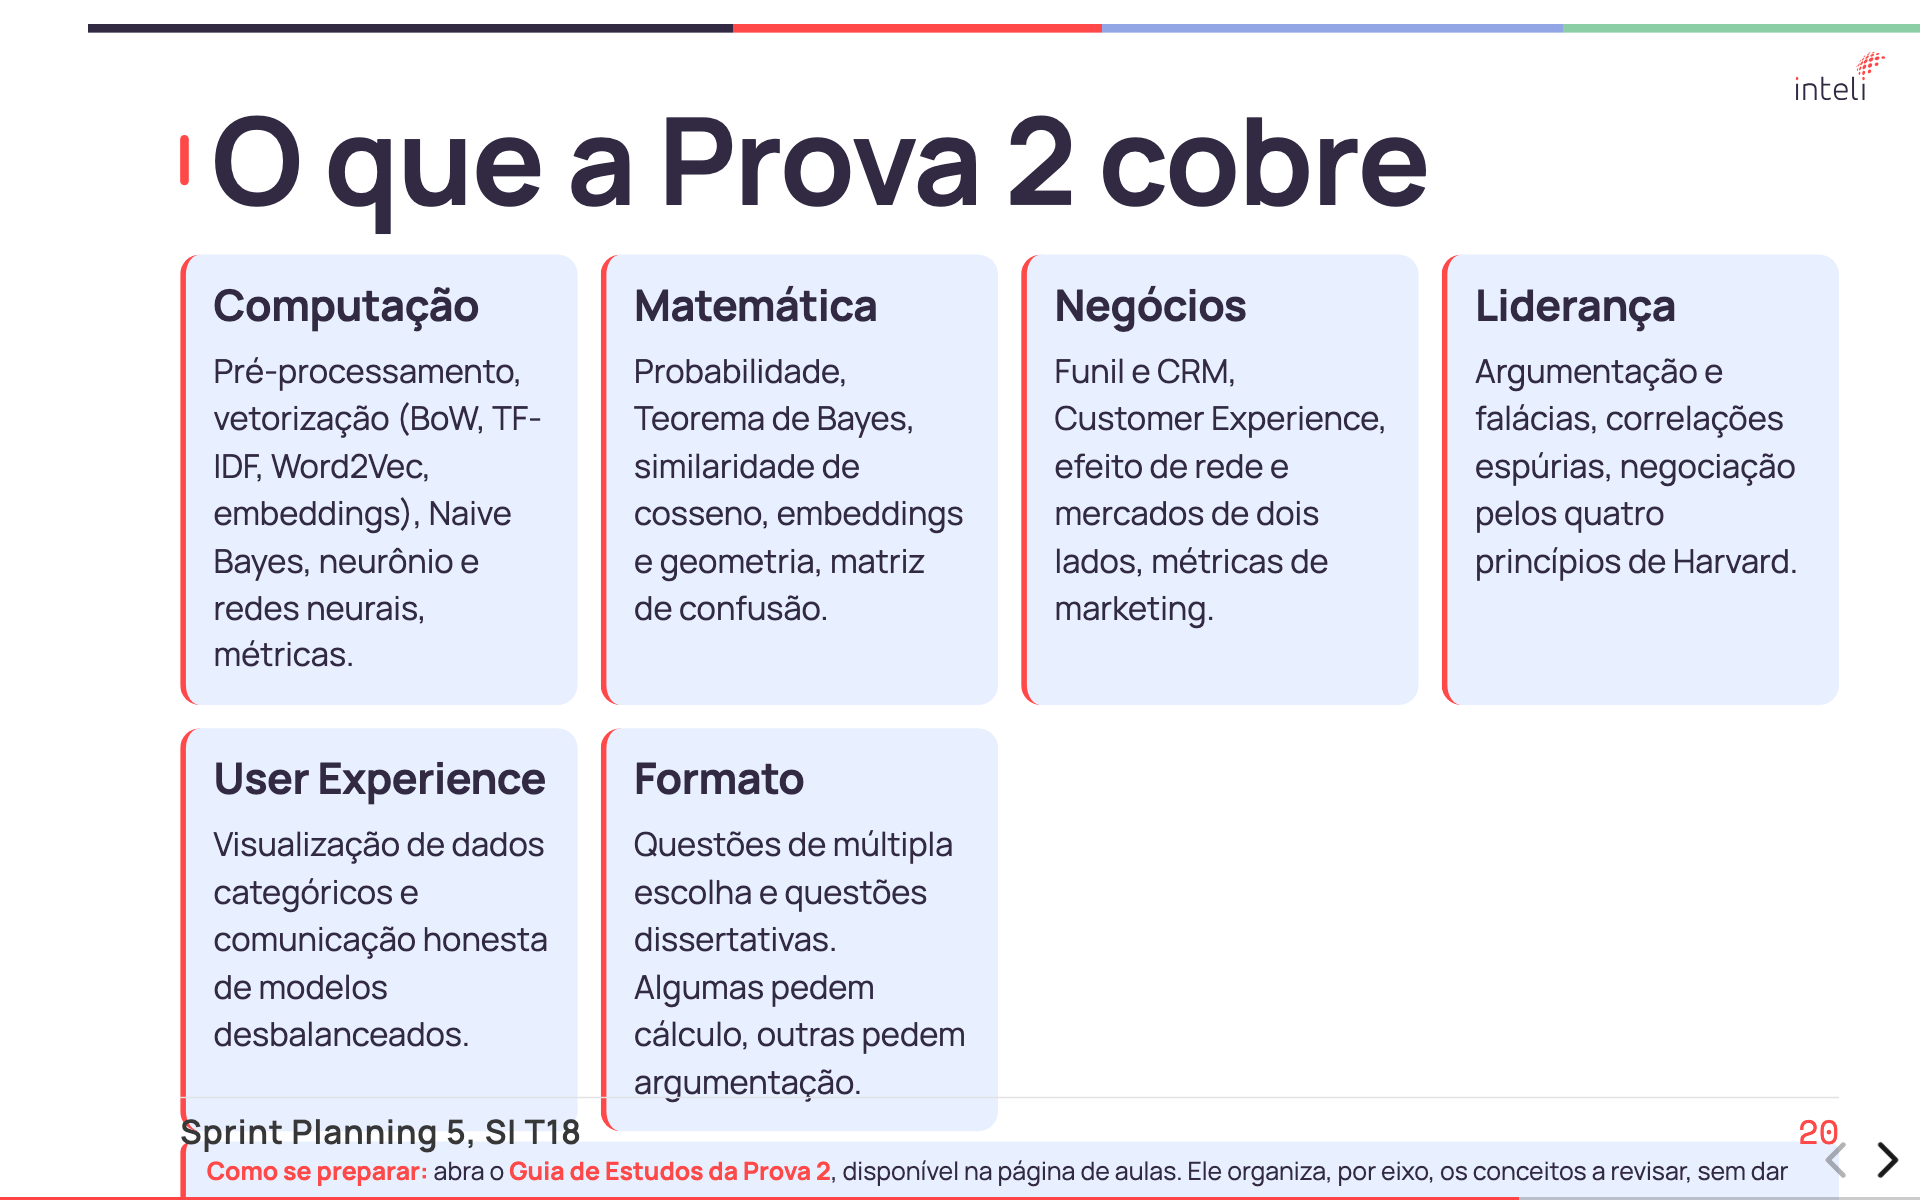 inteli
O que a Prova 2 cobre
Computação
Pré-processamento,
vetorização (BoW, TF-
IDF, Word2Vec,
embeddings), Naive
Bayes, neurônio e
redes neurais,
métricas.
Matemática
Probabilidade,
Teorema de Bayes,
similaridade de
cosseno, embeddings
e geometria, matriz
de confusão.
Negócios
Funil e CRM,
Customer Experience,
efeito de rede e
mercados de dois
lados, métricas de
marketing.
Liderança
Argumentação e
falácias, correlações
espúrias, negociação
pelos quatro
princípios de Harvard.
User Experience
Visualização de dados
categóricos e
comunicação honesta
de modelos
desbalanceados.
Formato
Questões de múltipla
escolha e questões
dissertativas.
Algumas pedem
cálculo, outras pedem
argumentação.
Sprint Planning 5, SI T18
20
Como se preparar: abra o Guia de Estudos da Prova 2, disponível na página de aulas. Ele organiza, por eixo, os conceitos a revisar, sem dar